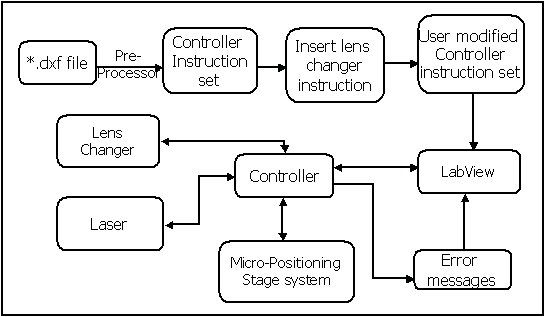 *.dxf file
Pre-
Processor
Controller
Instruction
set
Insert lens
changer
instruction
User modified
Controller
instruction set
Lens
Changer
Controller
LabView
Laser
Micro-Positioning
Stage system
Error
messages